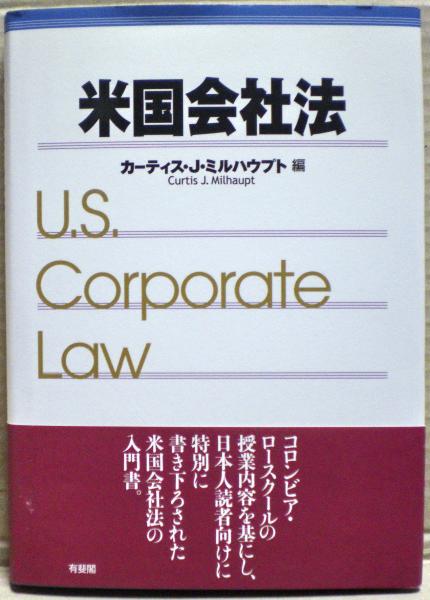 米国会社法
カーティス・J・ミルハウプト 編
Curtis J. Milhaupt
U.S.
Corporate
Law
コロンビア・
ロースクールの
授業内容を基にし、
日本人読者向けに
特別に
書き下ろされた
米国会社法の
入門書。
有斐閣